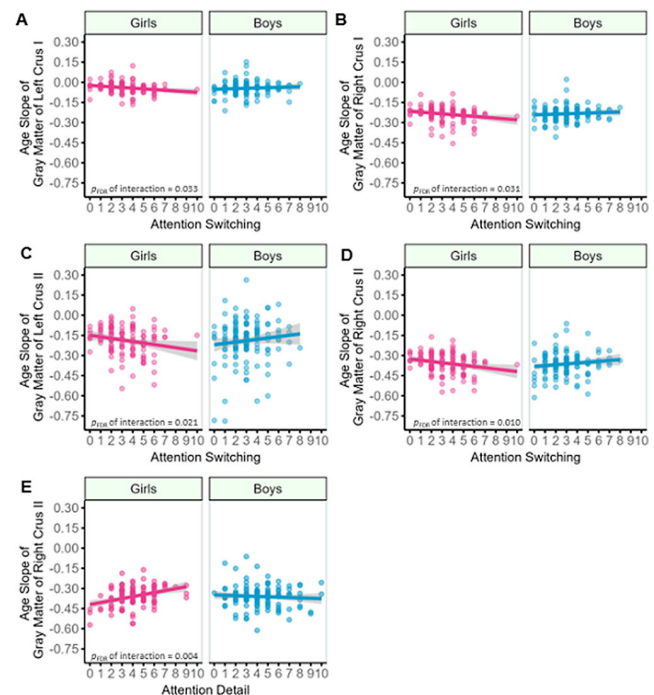 A
Girls
Boys
Age Slope of
Gray Matter of Left Crus I
0.30
0.15
0.00
-0.15
-0.30
-0.45
-0.60
-0.75
pFDR of interaction = 0.033
0 1 2 3 4 5 6 7 8 9 10
0 1 2 3 4 5 6 7 8 9 10
Attention Switching
B
Girls
Boys
Age Slope of
Gray Matter of Right Crus I
0.30
0.15
0.00
-0.15
-0.30
-0.45
-0.60
-0.75
pFDR of interaction = 0.031
0 1 2 3 4 5 6 7 8 9 10
0 1 2 3 4 5 6 7 8 9 10
Attention Switching
C
Girls
Boys
Age Slope of
Gray Matter of Left Crus II
0.30
0.15
0.00
-0.15
-0.30
-0.45
-0.60
-0.75
pFDR of interaction = 0.021
0 1 2 3 4 5 6 7 8 9 10
0 1 2 3 4 5 6 7 8 9 10
Attention Switching
D
Girls
Boys
Age Slope of
Gray Matter of Right Crus II
0.30
0.15
0.00
-0.15
-0.30
-0.45
-0.60
-0.75
pFDR of interaction = 0.010
0 1 2 3 4 5 6 7 8 9 10
0 1 2 3 4 5 6 7 8 9 10
Attention Switching
E
Girls
Boys
Age Slope of
Gray Matter of Right Crus II
0.30
0.15
0.00
-0.15
-0.30
-0.45
-0.60
-0.75
pFDR of interaction = 0.004
0 1 2 3 4 5 6 7 8 9 10
0 1 2 3 4 5 6 7 8 9 10
Attention Detail